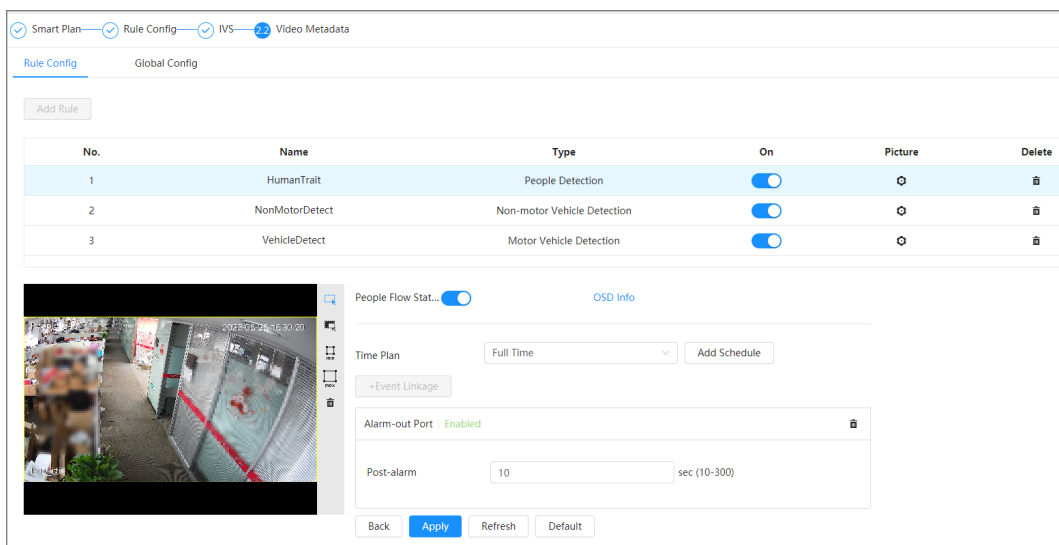 Smart Plan Rule Config IVS 2.2 Video Metadata
Rule Config Global Config
Add Rule
No. Name Type On Picture Delete
1 HumanTrait People Detection
2 NonMotorDetect Non-motor Vehicle Detection
3 VehicleDetect Motor Vehicle Detection
People Flow Stat... OSD Info
min
max
Time Plan Full Time Add Schedule
+Event Linkage
Alarm-out Port Enabled
Post-alarm 10 sec (10-300)
Back Apply Refresh Default